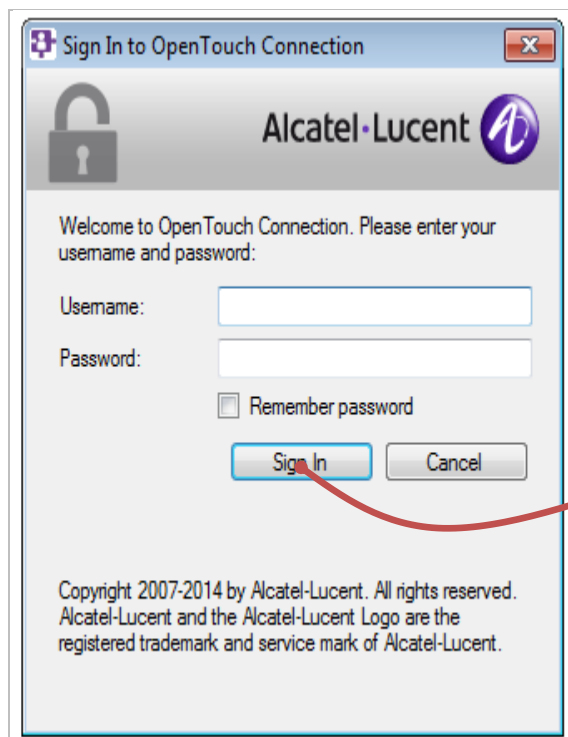 Sign In to OpenTouch Connection
Alcatel·Lucent
Welcome to OpenTouch Connection. Please enter your
username and password:
Username:
Password:
Remember password
Sign In Cancel
Copyright 2007-2014 by Alcatel-Lucent. All rights reserved.
Alcatel-Lucent and the Alcatel-Lucent Logo are the
registered trademark and service mark of Alcatel-Lucent.